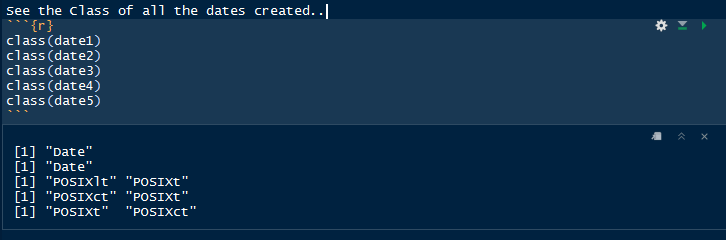 See the Class of all the dates created..
```{r}
class(date1)
class(date2)
class(date3)
class(date4)
class(date5)
```
[1] "Date"
[1] "Date"
[1] "POSIXlt" "POSIXt"
[1] "POSIXct" "POSIXt"
[1] "POSIXt"  "POSIXct"